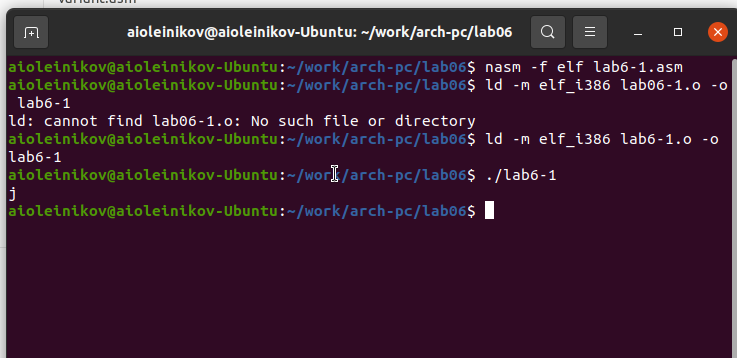 variant.asm
aioleinikov@aioleinikov-Ubuntu: ~/work/arch-pc/lab06
aioleinikov@aioleinikov-Ubuntu:~/work/arch-pc/lab06$ nasm -f elf lab6-1.asm
aioleinikov@aioleinikov-Ubuntu:~/work/arch-pc/lab06$ ld -m elf_i386 lab06-1.o -o
 lab6-1
ld: cannot find lab06-1.o: No such file or directory
aioleinikov@aioleinikov-Ubuntu:~/work/arch-pc/lab06$ ld -m elf_i386 lab6-1.o -o
lab6-1
aioleinikov@aioleinikov-Ubuntu:~/work/arch-pc/lab06$ ./lab6-1
j
aioleinikov@aioleinikov-Ubuntu:~/work/arch-pc/lab06$